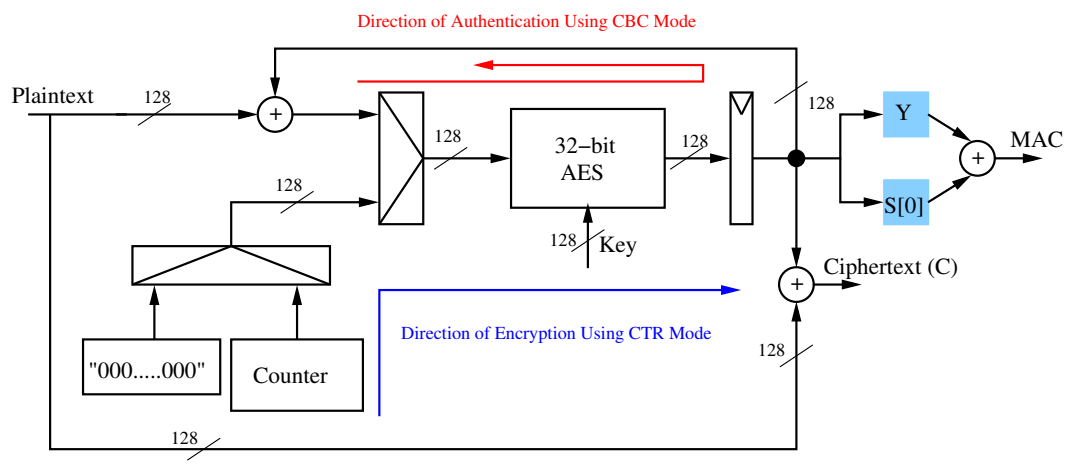 Direction of Authentication Using CBC Mode
Plaintext
128
+
128
128
32−bit
AES
128
128
Y
S[0]
+
MAC
128
128
Key
+
Ciphertext (C)
"000.....000"
Counter
Direction of Encryption Using CTR Mode
128
128